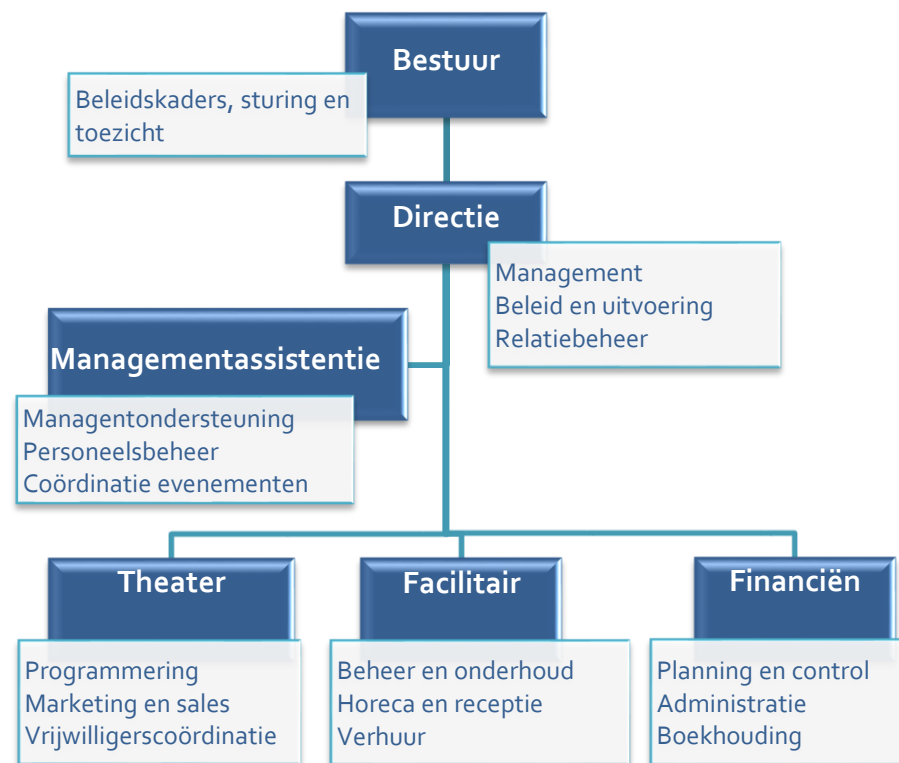 Bestuur
Beleidskaders, sturing en
toezicht
Directie
Management
Beleid en uitvoering
Relatiebeheer
Managementassistentie
Managentondersteuning
Personeelsbeheer
Coördinatie evenementen
Theater
Programmering
Marketing en sales
Vrijwilligerscoördinatie
Facilitair
Beheer en onderhoud
Horeca en receptie
Verhuur
Financiën
Planning en control
Administratie
Boekhouding